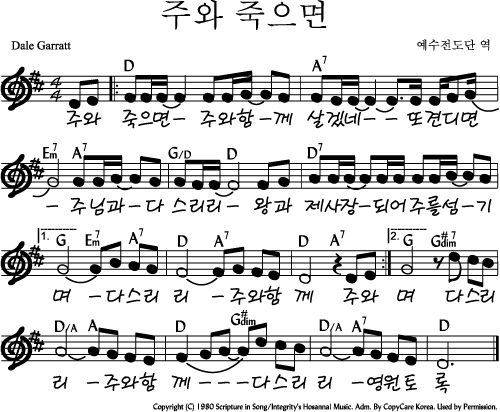 주와 죽으면
Dale Garratt
예수전도단 역
D A7
4 4
주와 죽으면- 주와함-께 살겠네-- 또견디면
Em7 A7 G/D D D7
-주님과-다 스리리- 왕과 제사장-되어주를섬-기
1. G Em7 A7 D A7 D 2. G G#dim7
며 -다스리 리-주와함 께 주와 며 다스리
D/A A D G#dim D A7 D
리-주와함 께---다스리 리-영원토 록
Copyright (C) 1980 Scripture in Song/Integrity's Hosanna! Music. Adm. By CopyCare Korea. Used by Permission.